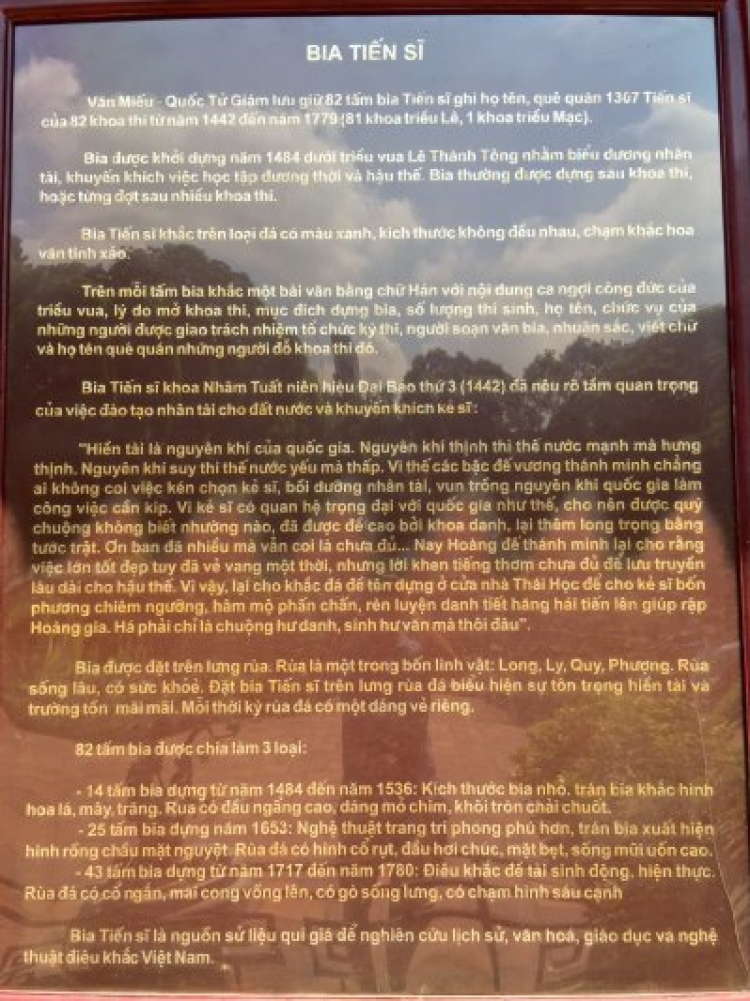 BIA TIẾN SĨ
Văn Miếu - Quốc Tử Giám lưu giữ 82 tấm bia Tiến sĩ ghi họ tên, quê quán 1307 Tiến sĩ
của 82 khoa thi từ năm 1442 đến năm 1779 (81 khoa triều Lê, 1 khoa triều Mạc).
Bia được khởi dựng năm 1484 dưới triều vua Lê Thánh Tông nhằm biểu dương nhân
tài, khuyến khích việc học tập đương thời và hậu thế. Bia thường được dựng sau khoa thi,
hoặc từng đợt sau nhiều khoa thi.
Bia Tiến sĩ khắc trên loại đá có màu xanh, kích thước không đều nhau, chạm khắc hoa
văn tinh xảo.
Trên mỗi tấm bia khắc một bài văn bằng chữ Hán với nội dung ca ngợi công đức của
triều vua, lý do mở khoa thi, mục đích dựng bia, số lượng thí sinh, họ tên, chức vụ của
những người được giao trách nhiệm tổ chức kỳ thi, người soạn văn bia, nhuận sắc, viết chữ
và họ tên quê quán những người đỗ khoa thi đó.
Bia Tiến sĩ khoa Nhâm Tuất niên hiệu Đại Bảo thứ 3 (1442) đã nêu rõ tầm quan trọng
của việc đào tạo nhân tài cho đất nước và khuyến khích kẻ sĩ:
"Hiền tài là nguyên khí của quốc gia. Nguyên khí thịnh thì thế nước mạnh mà hưng
thịnh. Nguyên khí suy thì thế nước yếu mà thấp. Vì thế các bậc đế vương thánh minh chẳng
ai không coi việc kén chọn kẻ sĩ, bồi dưỡng nhân tài, vun trồng nguyên khí quốc gia làm
công việc cần kíp. Vì kẻ sĩ có quan hệ trọng đại với quốc gia như thế, cho nên được quý
chuộng không biết nhường nào, đã được đề cao bởi khoa danh, lại thêm long trọng bằng
tước trật. Ơn ban đã nhiều mà vẫn coi là chưa đủ... Nay Hoàng đế thánh minh lại cho rằng
việc lớn tốt đẹp tuy đã vẻ vang một thời, nhưng lời khen tiếng thơm chưa đủ để lưu truyền
lâu dài cho hậu thế. Vì vậy, lại cho khắc đá đề tên dựng ở cửa nhà Thái Học để cho kẻ sĩ bốn
phương chiêm ngưỡng, hâm mộ phấn chấn, rèn luyện danh tiết hăng hái tiến lên giúp rập
Hoàng gia. Há phải chỉ là chuộng hư danh, sính hư văn mà thôi đâu".
Bia được đặt trên lưng rùa. Rùa là một trong bốn linh vật: Long, Ly, Quy, Phượng. Rùa
sống lâu, có sức khoẻ. Đặt bia Tiến sĩ trên lưng rùa đá biểu hiện sự tôn trọng hiền tài và
trường tồn mãi mãi. Mỗi thời kỳ rùa đá có một dáng vẻ riêng.
82 tấm bia được chia làm 3 loại:
- 14 tấm bia dựng từ năm 1484 đến năm 1536: Kích thước bia nhỏ, trán bia khắc hình
hoa lá, mây, trăng. Rùa có đầu ngẩng cao, dáng mỏ chim, khối tròn chải chuốt.
- 25 tấm bia dựng năm 1653: Nghệ thuật trang trí phong phú hơn, trán bia xuất hiện
hình rồng chầu mặt nguyệt. Rùa đá có hình cổ rụt, đầu hơi chúc, mặt bẹt, sống mũi uốn cao.
- 43 tấm bia dựng từ năm 1717 đến năm 1780: Điêu khắc đề tài sinh động, hiện thực.
Rùa đá có cổ ngắn, mai cong vồng lên, có gờ sống lưng, có chạm hình sáu cạnh
Bia Tiến sĩ là nguồn sử liệu quí giá để nghiên cứu lịch sử, văn hoá, giáo dục và nghệ
thuật điêu khắc Việt Nam.